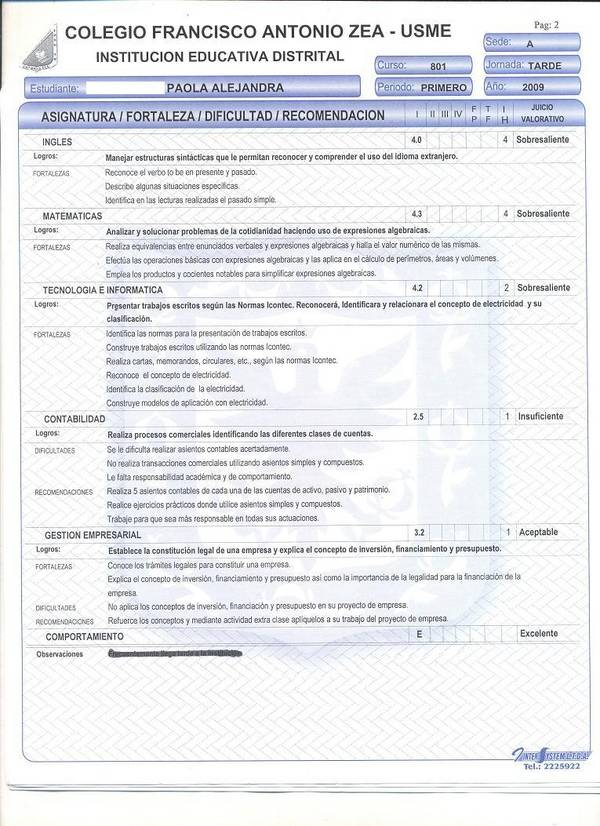 Pag: 2
COLEGIO FRANCISCO ANTONIO ZEA - USME
INSTITUCION EDUCATIVA DISTRITAL
Sede: A
Curso: 801
Jornada: TARDE
Estudiante: PAOLA ALEJANDRA
Periodo: PRIMERO
Año: 2009
ASIGNATURA / FORTALEZA / DIFICULTAD / RECOMENDACION I II III IV F P T F I H JUICIO VALORATIVO
INGLES 4.0 4 Sobresaliente
Logros: Manejar estructuras sintácticas que le permitan reconocer y comprender el uso del idioma extranjero.
FORTALEZAS Reconoce el verbo to be en presente y pasado.
Describe algunas situaciones especificas.
Identifica en las lecturas realizadas el pasado simple.
MATEMATICAS 4.3 4 Sobresaliente
Logros: Analizar y solucionar problemas de la cotidianidad haciendo uso de expresiones algebraicas.
FORTALEZAS Realiza equivalencias entre enunciados verbales y expresiones algebraicas y halla el valor numérico de las mismas.
Efectúa las operaciones básicas con expresiones algebraicas y las aplica en el cálculo de perímetros, áreas y volúmenes.
Emplea los productos y cocientes notables para simplificar expresiones algebraicas.
TECNOLOGIA E INFORMATICA 4.2 2 Sobresaliente
Logros: Presentar trabajos escritos según las Normas Icontec. Reconocerá, Identificara y relacionara el concepto de electricidad y su
clasificación.
FORTALEZAS Identifica las normas para la presentación de trabajos escritos.
Construye trabajos escritos utilizando las normas Icontec.
Realiza cartas, memorandos, circulares, etc., según las normas Icontec.
Reconoce el concepto de electricidad.
Identifica la clasificación de la electricidad.
Construye modelos de aplicación con electricidad.
CONTABILIDAD 2.5 1 Insuficiente
Logros: Realiza procesos comerciales identificando las diferentes clases de cuentas.
DIFICULTADES Se le dificulta realizar asientos contables acertadamente.
No realiza transacciones comerciales utilizando asientos simples y compuestos.
Le falta responsabilidad académica y de comportamiento.
RECOMENDACIONES Realiza 5 asientos contables de cada una de las cuentas de activo, pasivo y patrimonio.
Realice ejercicios prácticos donde utilice asientos simples y compuestos.
Trabaje para que sea más responsable en todas sus actuaciones.
GESTION EMPRESARIAL 3.2 1 Aceptable
Logros: Establece la constitución legal de una empresa y explica el concepto de inversión, financiamiento y presupuesto.
FORTALEZAS Conoce los trámites legales para constituir una empresa.
Explica el concepto de inversión, financiamiento y presupuesto así como la importancia de la legalidad para la financiación de la
empresa.
DIFICULTADES No aplica los conceptos de inversión, financiamiento y presupuesto en su proyecto de empresa.
RECOMENDACIONES Refuerce los conceptos y mediante actividad extra clase aplíquelos a su trabajo del proyecto de empresa.
COMPORTAMIENTO E Excelente
Observaciones
INTER SYSTEM LTDA
Tel.: 2225922